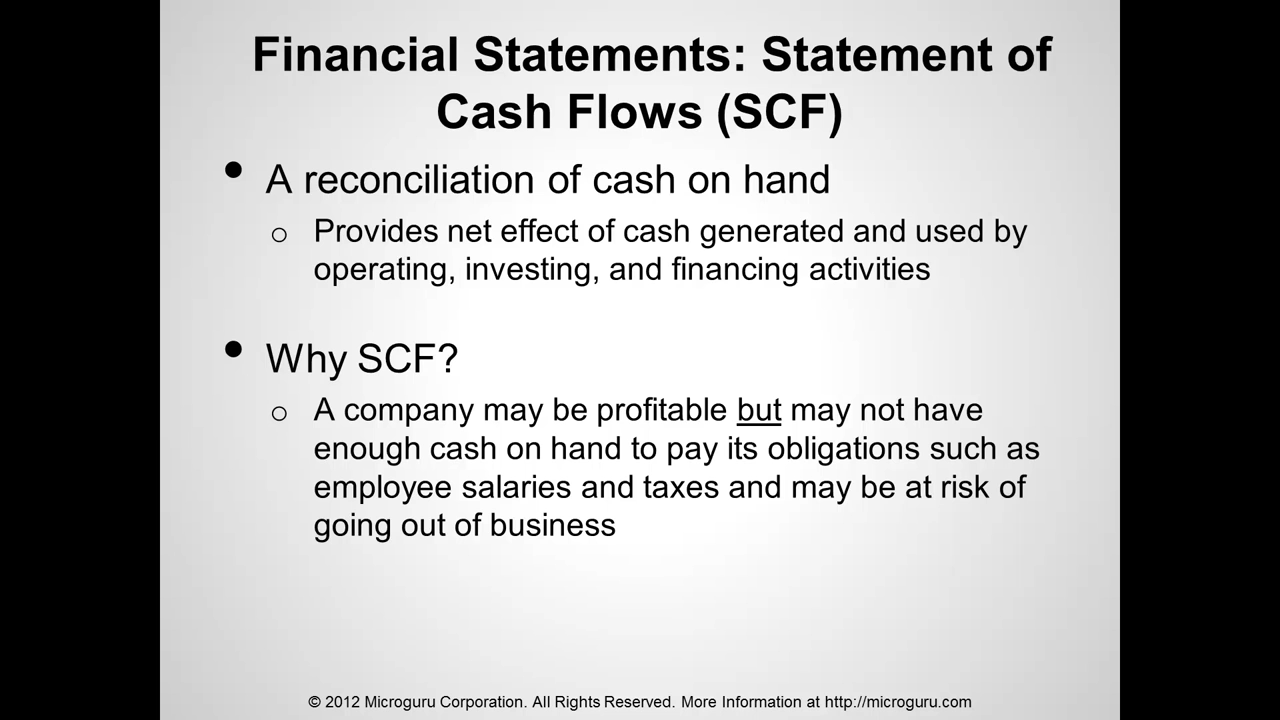 Financial Statements: Statement of
Cash Flows (SCF)
• A reconciliation of cash on hand
o Provides net effect of cash generated and used by
operating, investing, and financing activities
• Why SCF?
o A company may be profitable but may not have
enough cash on hand to pay its obligations such as
employee salaries and taxes and may be at risk of
going out of business
© 2012 Microguru Corporation. All Rights Reserved. More Information at http://microguru.com